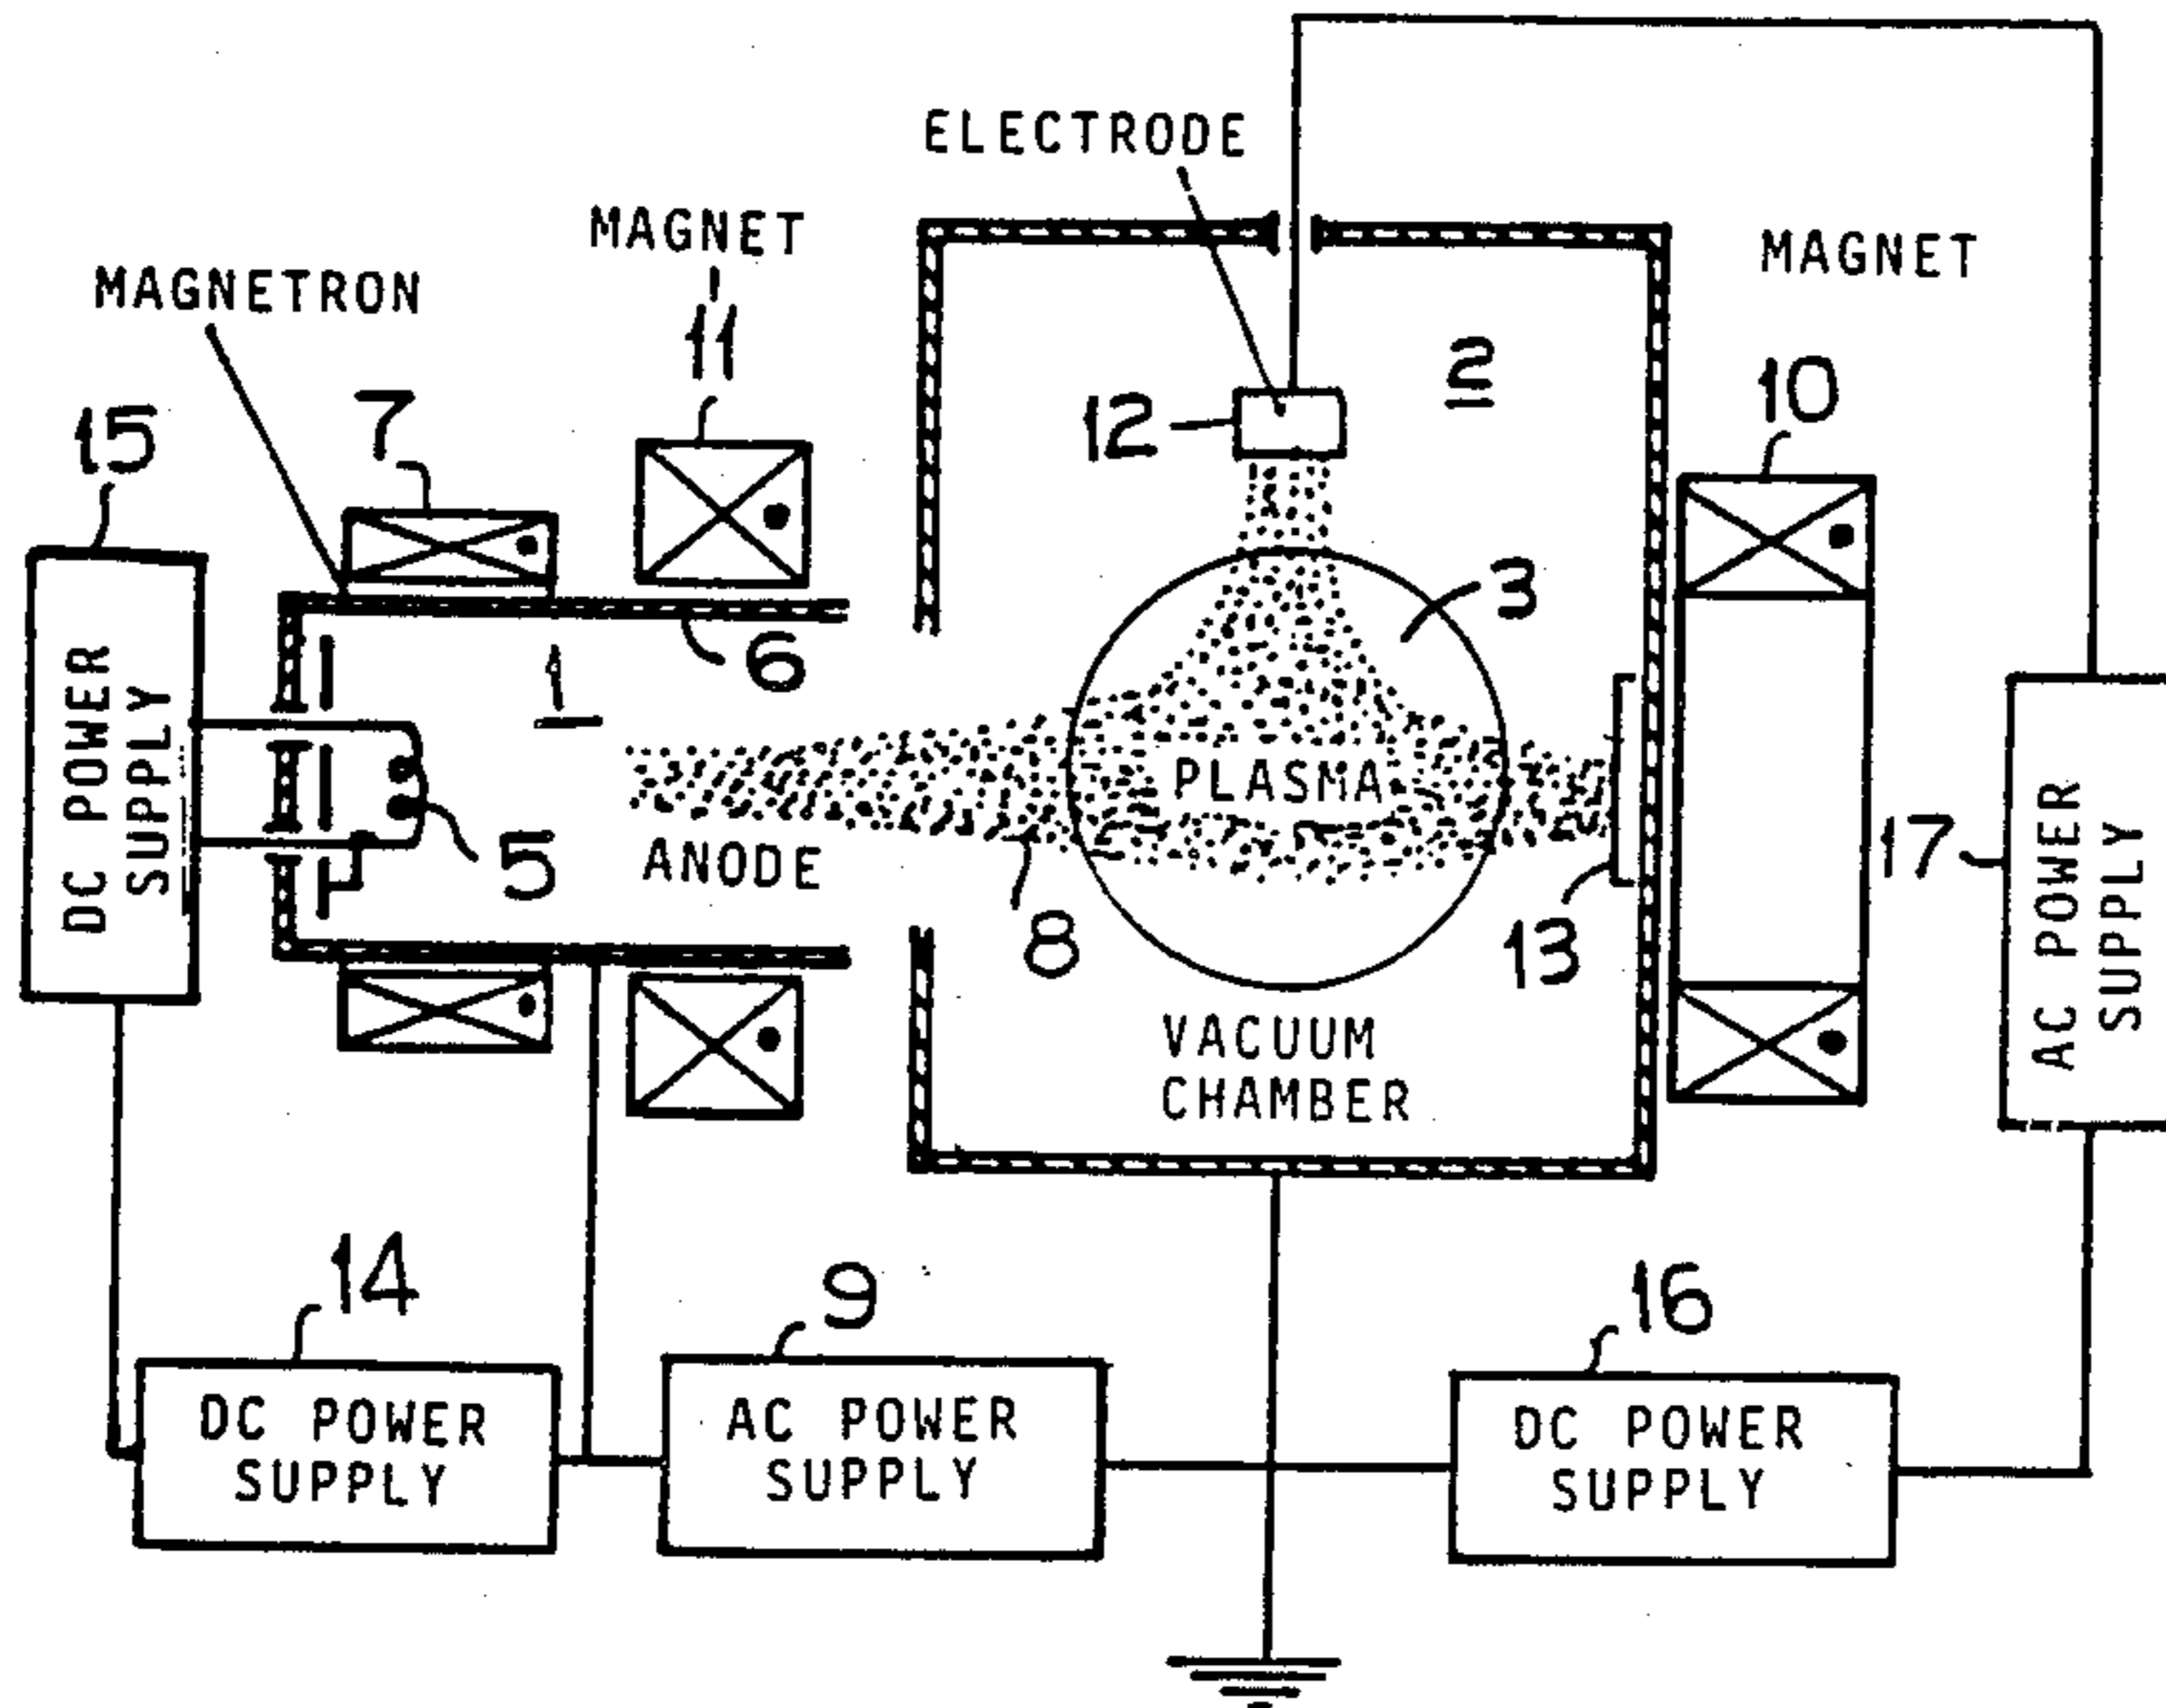 ELECTRODE
MAGNET
MAGNET
MAGNETRON
11
2
10
12
7
15
3
6
1
DC POWER
SUPPLY
PLASMA
5
ANODE
17
AC POWER
SUPPLY
8
13
VACUUM
CHAMBER
14
9
16
DC POWER
SUPPLY
AC POWER
SUPPLY
DC POWER
SUPPLY